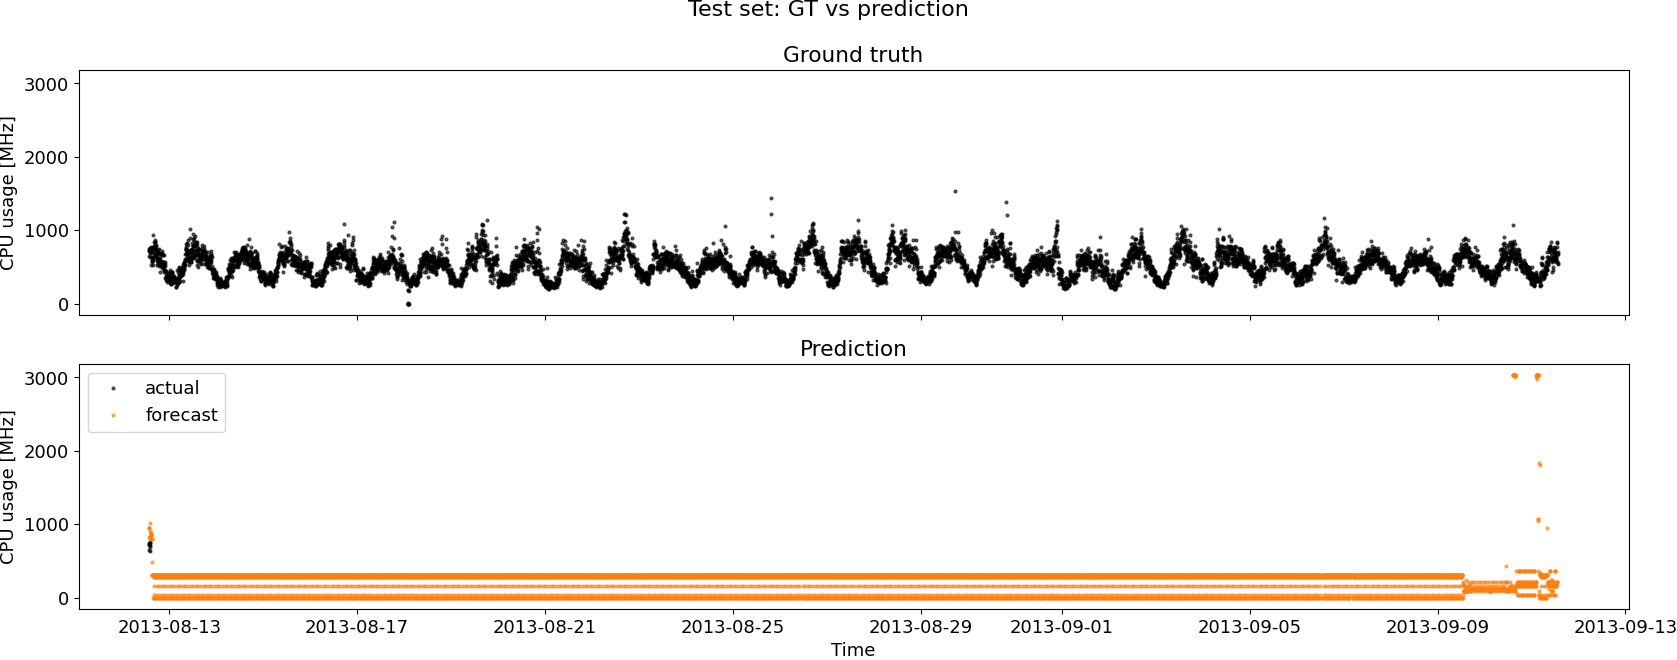 Test set: GT vs prediction
Ground truth
3000
2000
1000
0
CPU usage [MHz]
Prediction
actual
forecast
3000
2000
1000
0
CPU usage [MHz]
2013-08-13 2013-08-17 2013-08-21 2013-08-25 2013-08-29 2013-09-01 2013-09-05 2013-09-09 2013-09-13
Time